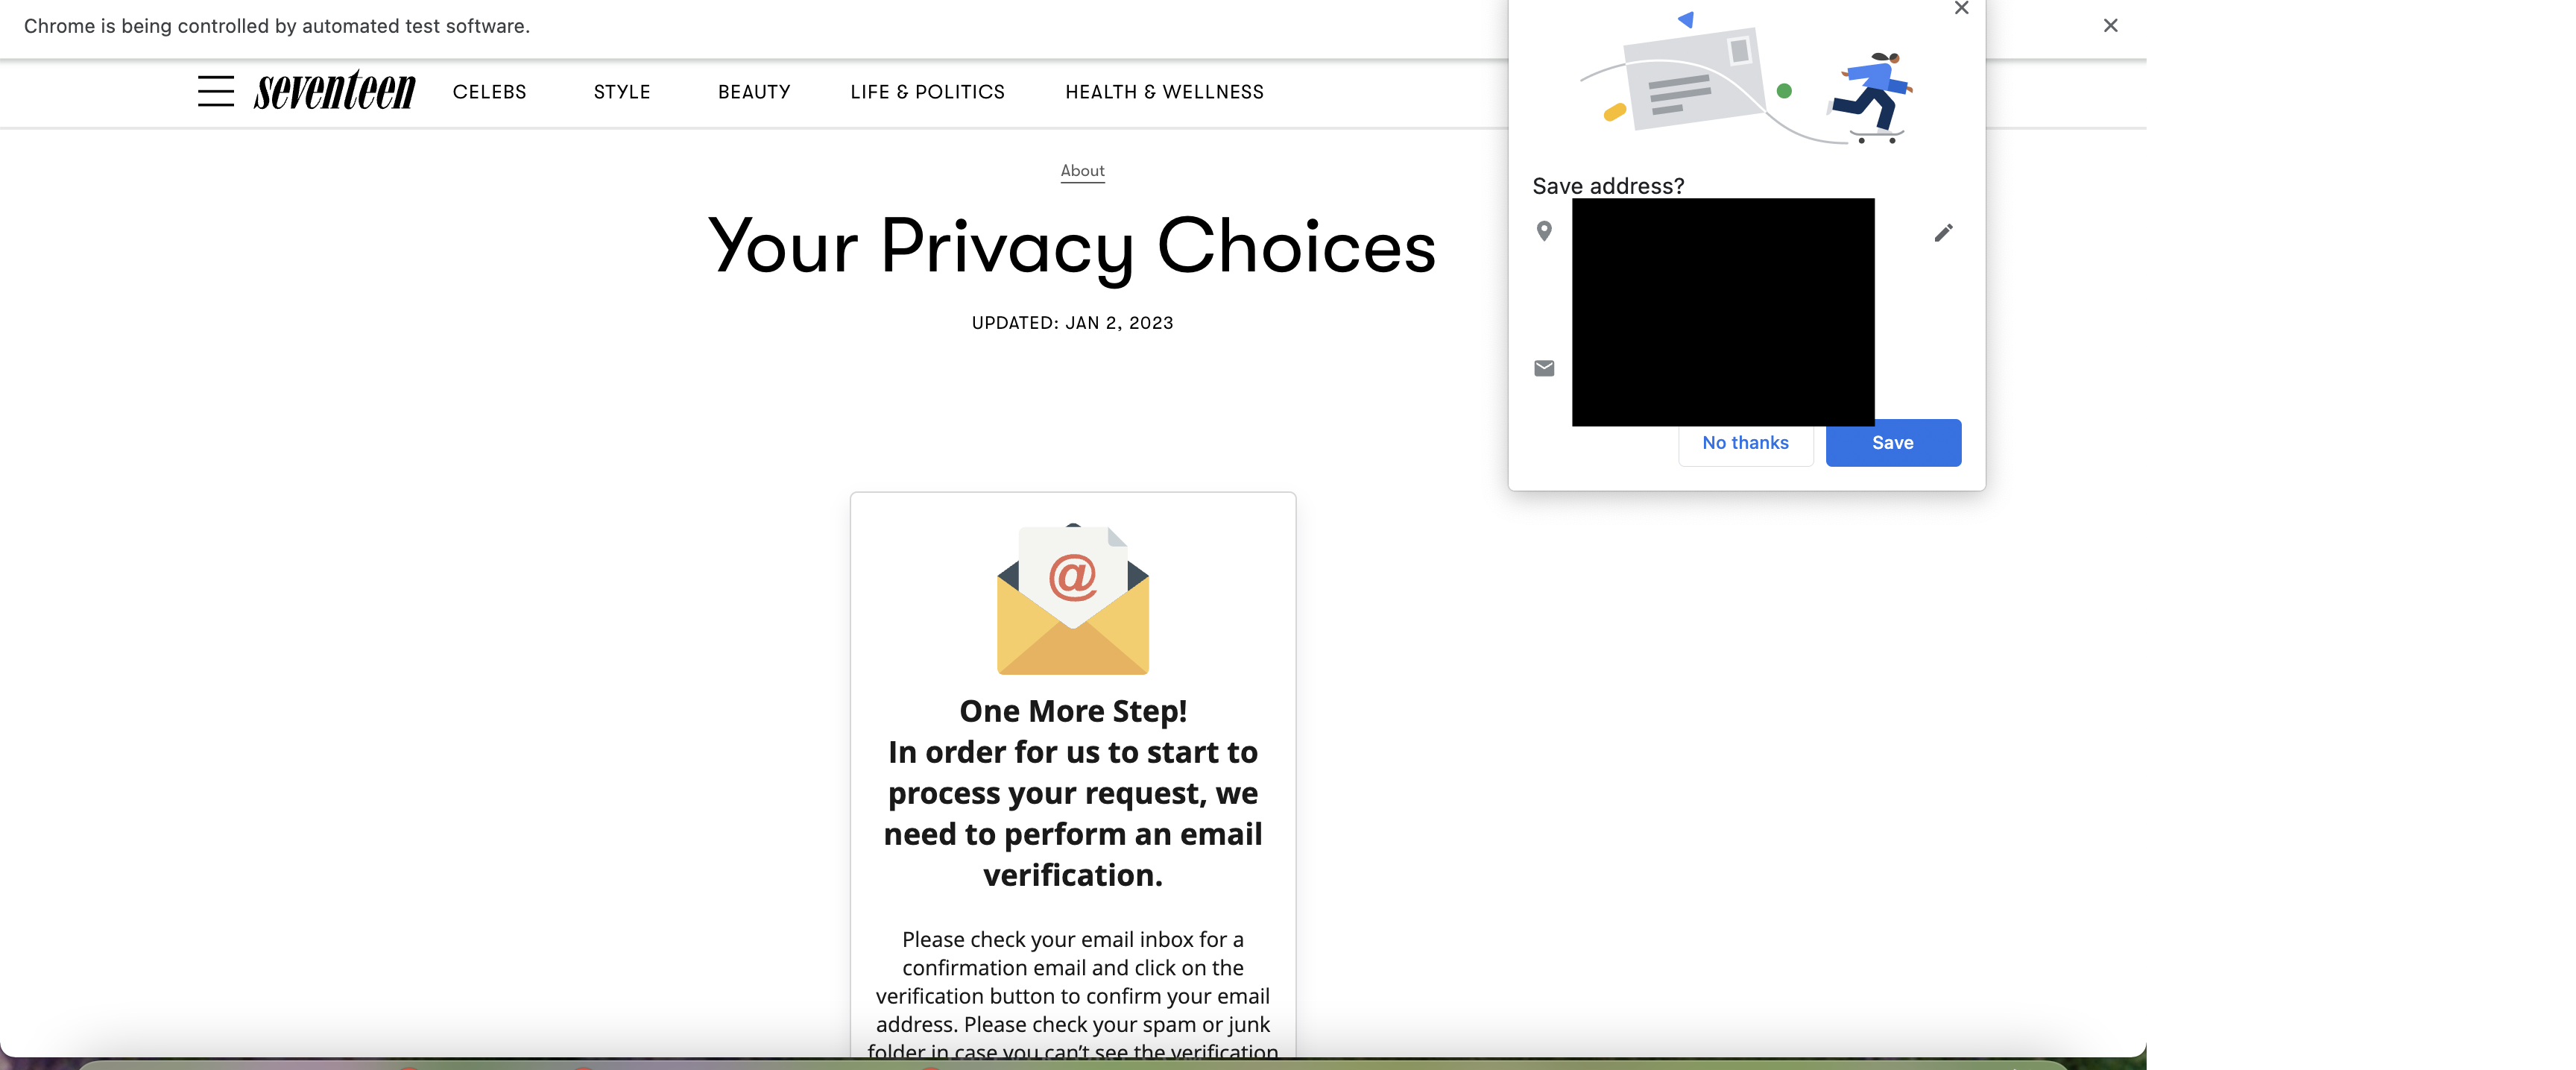 Chrome is being controlled by automated test software.
seventeen
CELEBS
STYLE
BEAUTY
LIFE & POLITICS
HEALTH & WELLNESS
About
Your Privacy Choices
UPDATED: JAN 2, 2023
Save address?
No thanks
Save
@
One More Step!
In order for us to start to
process your request, we
need to perform an email
verification.
Please check your email inbox for a
confirmation email and click on the
verification button to confirm your email
address. Please check your spam or junk
folder in case you can't see the verification